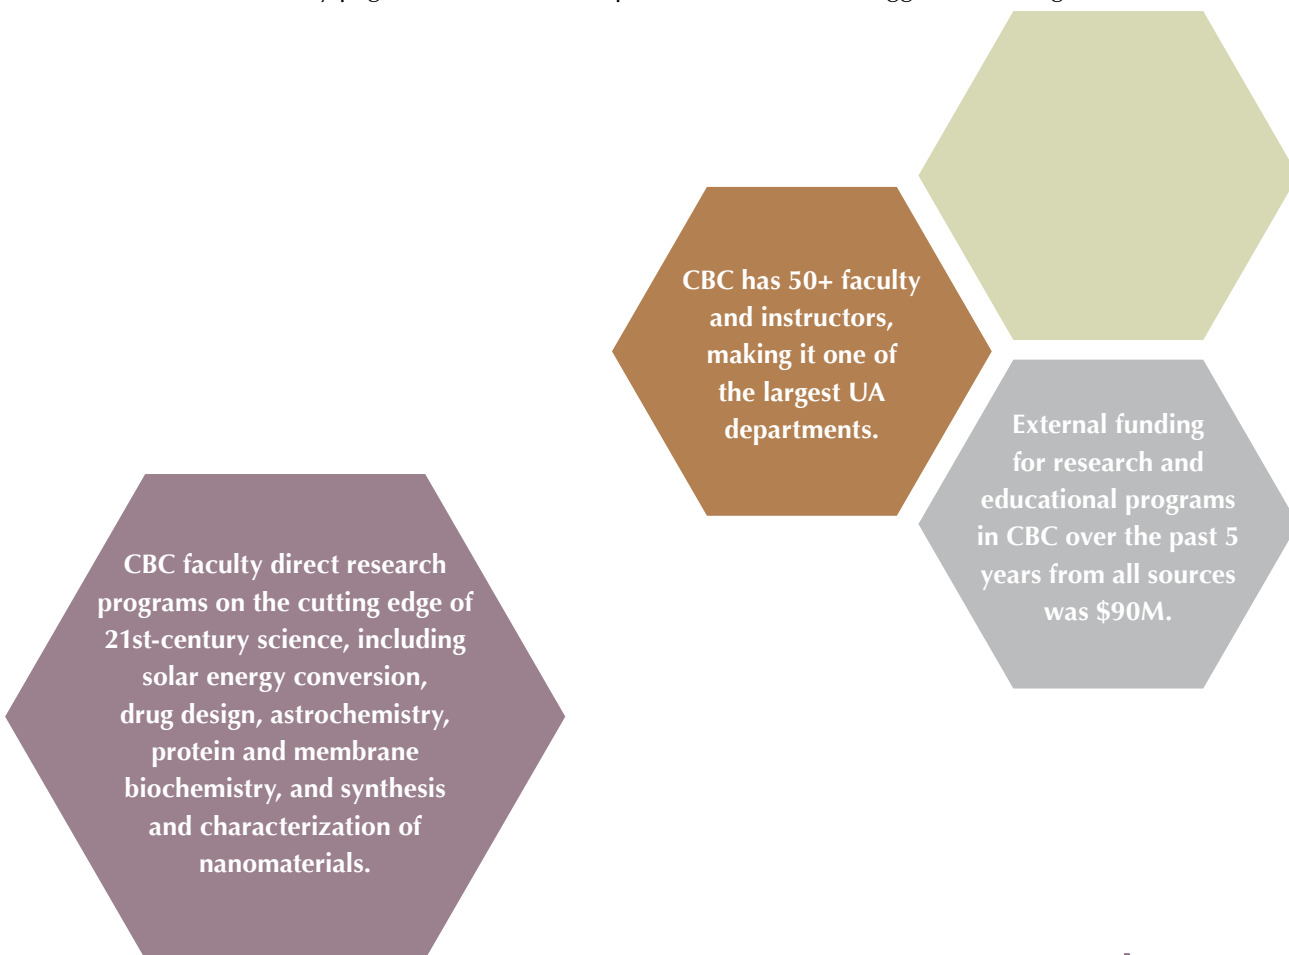 CBC has 50+ faculty
and instructors,
making it one of
the largest UA
departments.
External funding
for research and
educational programs
in CBC over the past 5
years from all sources
was $90M.
CBC faculty direct research
programs on the cutting edge of
21st-century science, including
solar energy conversion,
drug design, astrochemistry,
protein and membrane
biochemistry, and synthesis
and characterization of
nanomaterials.